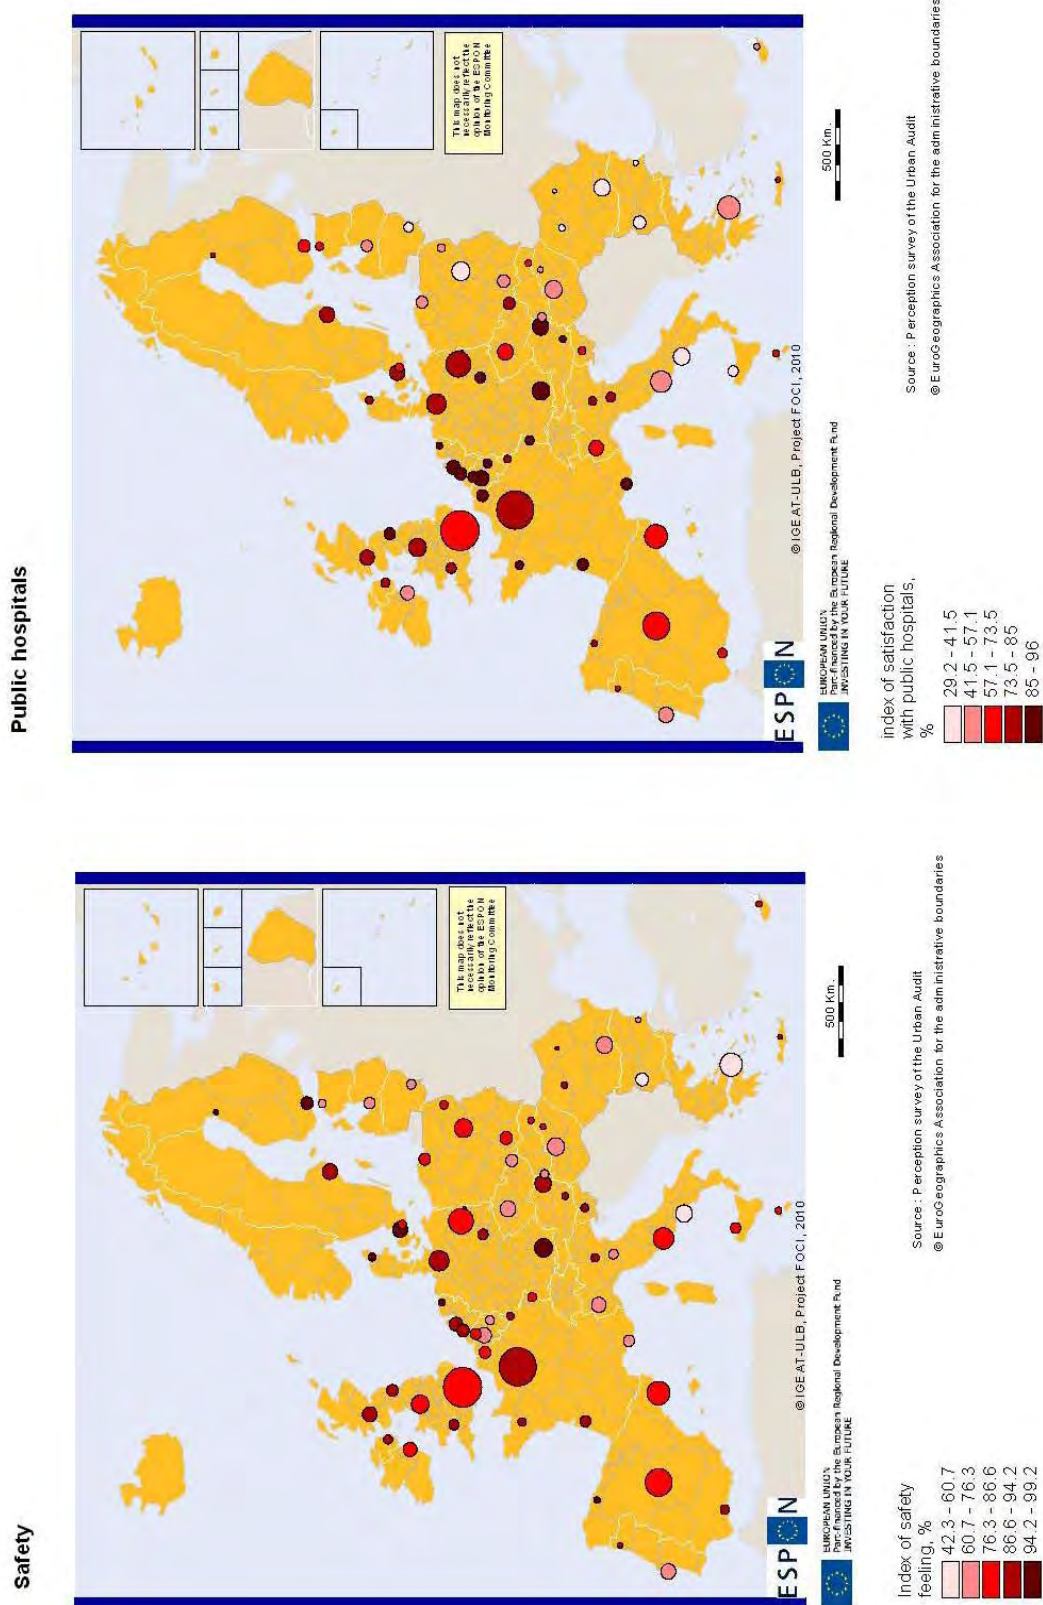 Public hospitals
This map does not
necessarily reflect the
opinion of the ESPON
Monitoring Committee
500 Km.
© IGEAT-ULB, Project FOCI, 2010
ESPON
EUROPEAN UNION
Part-financed by the European Regional Development Fund
INVESTING IN YOUR FUTURE
index of satisfaction
with public hospitals,
%
29.2 - 41.5
41.5 - 57.1
57.1 - 73.5
73.5 - 85
85 - 96
Source : Perception survey of the Urban Audit
© EuroGeographics Association for the administrative boundaries
Safety
This map does not
necessarily reflect the
opinion of the ESPON
Monitoring Committee
500 Km.
© IGEAT-ULB, Project FOCI, 2010
ESPON
EUROPEAN UNION
Part-financed by the European Regional Development Fund
INVESTING IN YOUR FUTURE
Index of safety
feeling, %
42.3 - 60.7
60.7 - 76.3
76.3 - 86.6
86.6 - 94.2
94.2 - 99.2
Source : Perception survey of the Urban Audit
© EuroGeographics Association for the administrative boundaries